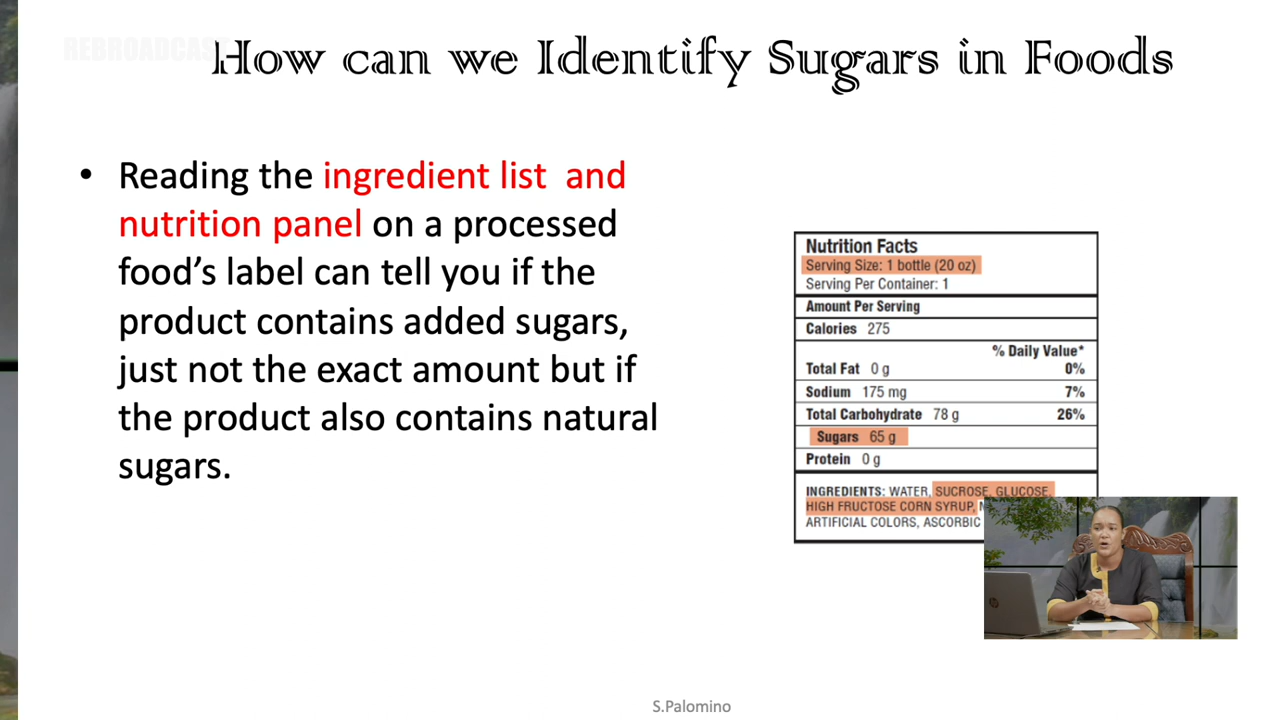 REBROADCAST
How can we Identify Sugars in Foods
• Reading the ingredient list and
nutrition panel on a processed
food's label can tell you if the
product contains added sugars,
just not the exact amount but if
the product also contains natural
sugars.
Nutrition Facts
Serving Size: 1 bottle (20 oz)
Serving Per Container: 1
Amount Per Serving
Calories 275
% Daily Value*
Total Fat 0 g 0%
Sodium 175 mg 7%
Total Carbohydrate 78 g 26%
Sugars 65 g
Protein 0 g
INGREDIENTS: WATER, SUCROSE, GLUCOSE,
HIGH FRUCTOSE CORN SYRUP,
ARTIFICIAL COLORS, ASCORBIC
hp
S.Palomino